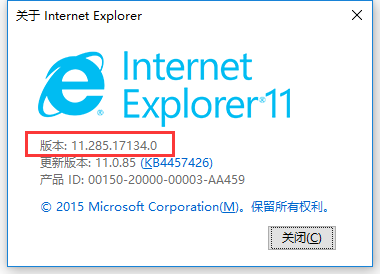 关于 Internet Explorer
Internet
Explorer®11
版本: 11.285.17134.0
更新版本: 11.0.85 (KB4457426)
产品 ID: 00150-20000-00003-AA459
© 2015 Microsoft Corporation(M)。保留所有权利。
关闭(C)